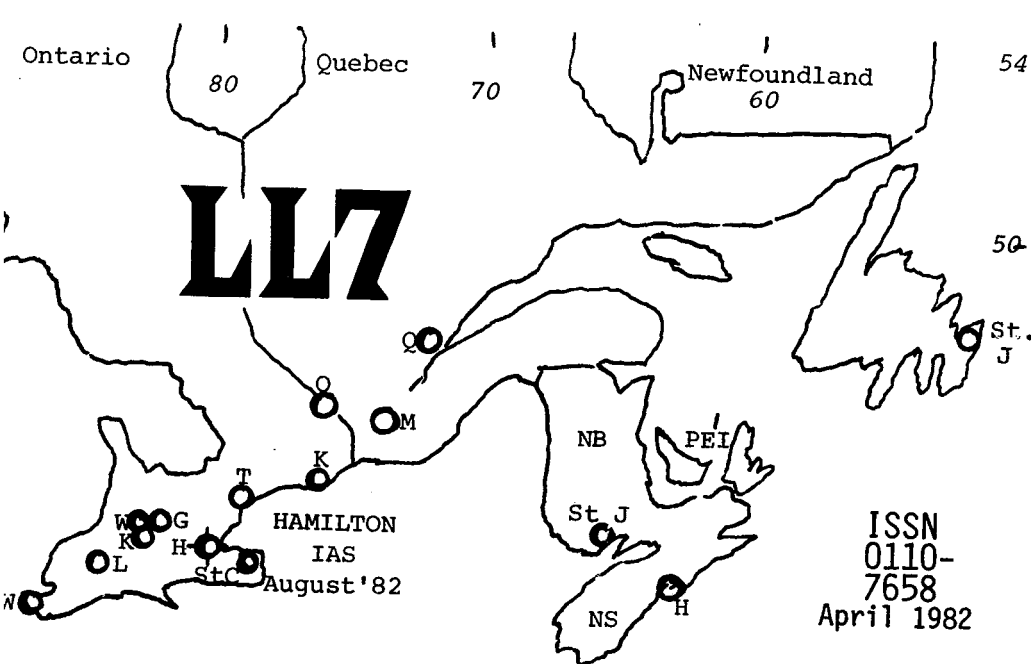 Ontario
80
Quebec
70
Newfoundland
60
54
LL7
50
Q
St.
J
O
M
NB
PEI
K
T
W
G
K
H
HAMILTON
IAS
August'82
L
StC
W
St J
NS
H
ISSN
0110-
7658
April 1982